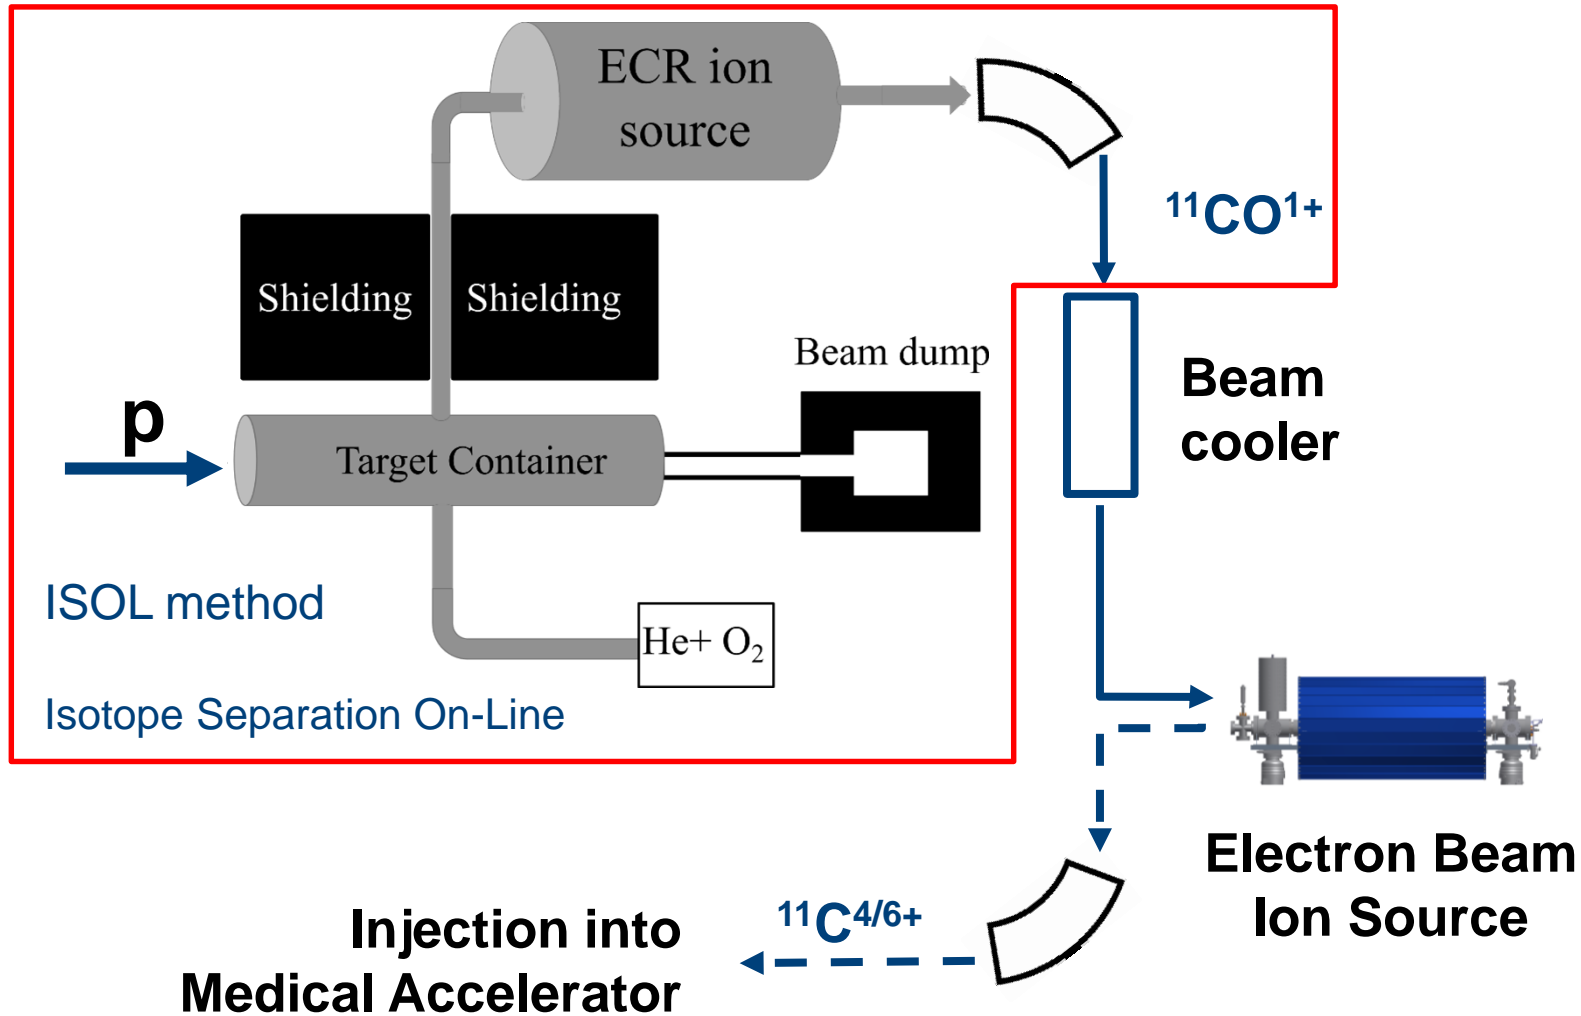 ECR ion
source
¹¹CO¹⁺
Shielding
Shielding
Beam dump
Beam
cooler
p
Target Container
ISOL method
He+ O₂
Isotope Separation On-Line
Electron Beam
Ion Source
¹¹C⁴/⁶⁺
Injection into
Medical Accelerator